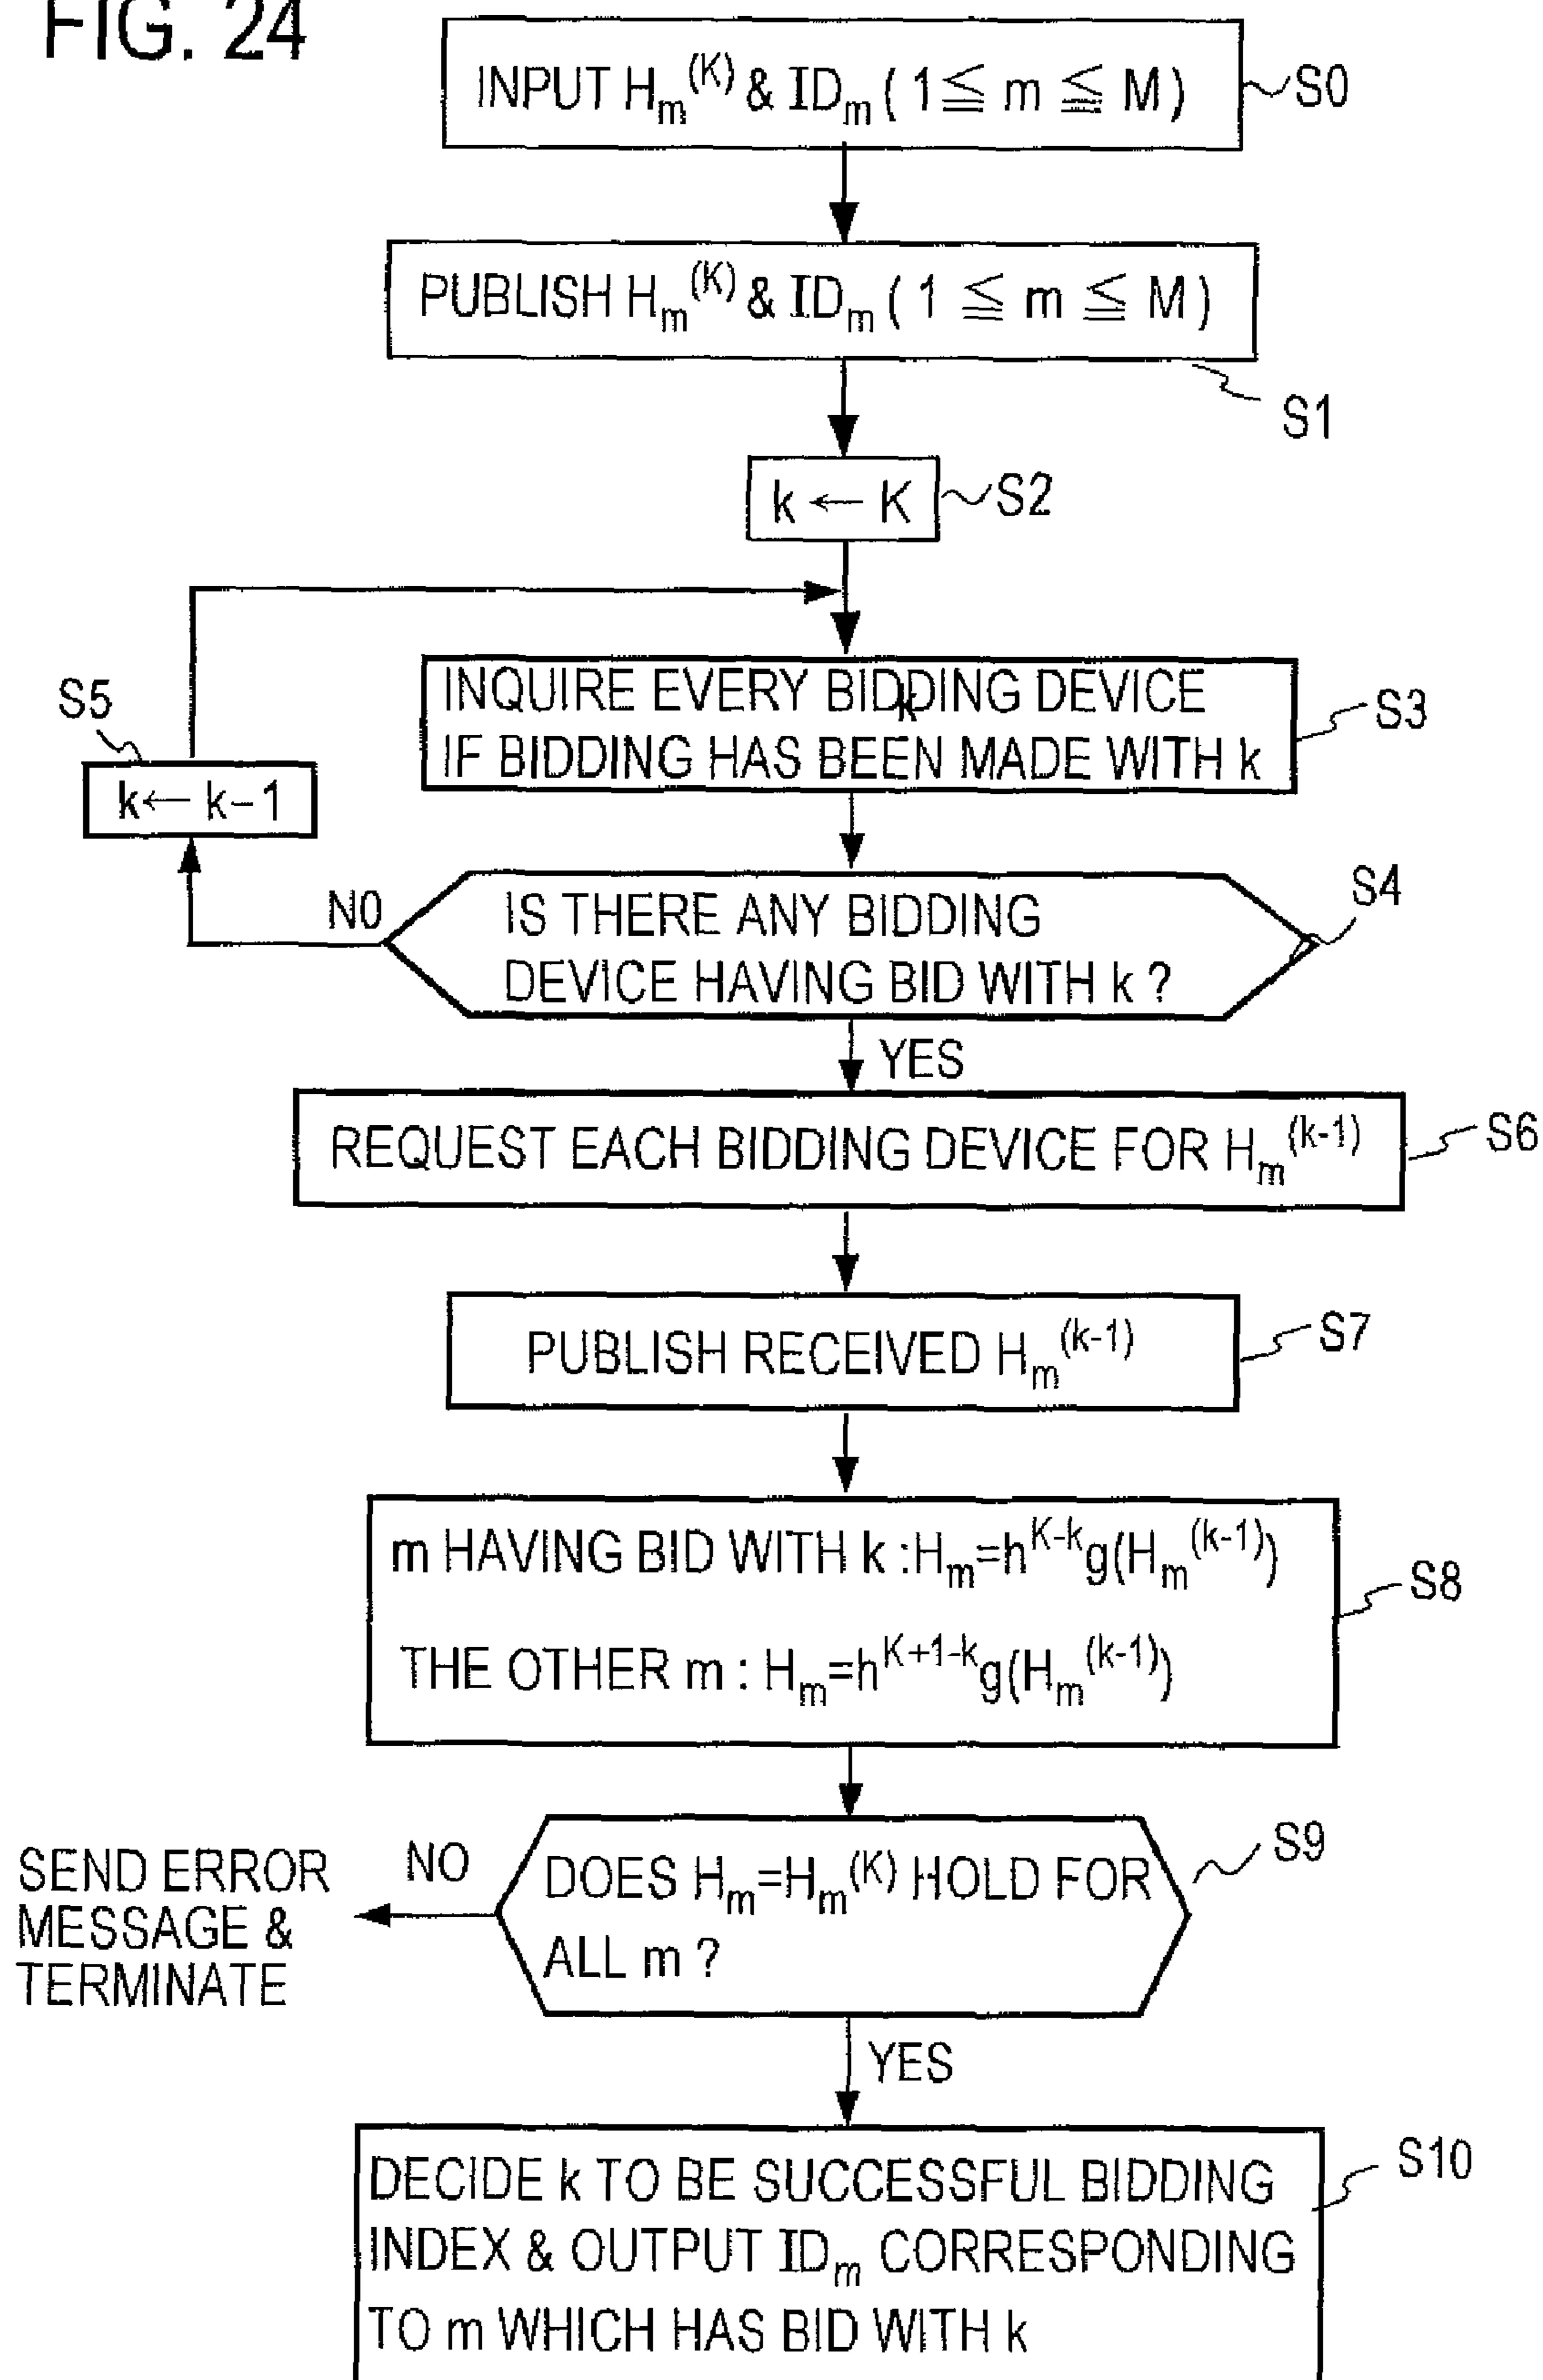 FIG. 24
INPUT Hₘ⁽ᴷ⁾ & IDₘ ( 1 ≦ m ≦ M )
S0
PUBLISH Hₘ⁽ᴷ⁾ & IDₘ ( 1 ≦ m ≦ M )
S1
k ← K
S2
INQUIRE EVERY BIDDING DEVICE
IF BIDDING HAS BEEN MADE WITH k
k
S3
S5
k ← k-1
IS THERE ANY BIDDING
DEVICE HAVING BID WITH k ?
S4
NO
YES
REQUEST EACH BIDDING DEVICE FOR Hₘ⁽ᵏ⁻¹⁾
S6
PUBLISH RECEIVED Hₘ⁽ᵏ⁻¹⁾
S7
m HAVING BID WITH k :Hₘ=hᴷ⁻ᵏg(Hₘ⁽ᵏ⁻¹⁾)
THE OTHER m : Hₘ=hᴷ⁺¹⁻ᵏg(Hₘ⁽ᵏ⁻¹⁾)
S8
DOES Hₘ=Hₘ⁽ᴷ⁾ HOLD FOR
ALL m ?
S9
NO
SEND ERROR
MESSAGE &
TERMINATE
YES
DECIDE k TO BE SUCCESSFUL BIDDING
INDEX & OUTPUT IDₘ CORRESPONDING
TO m WHICH HAS BID WITH k
S10